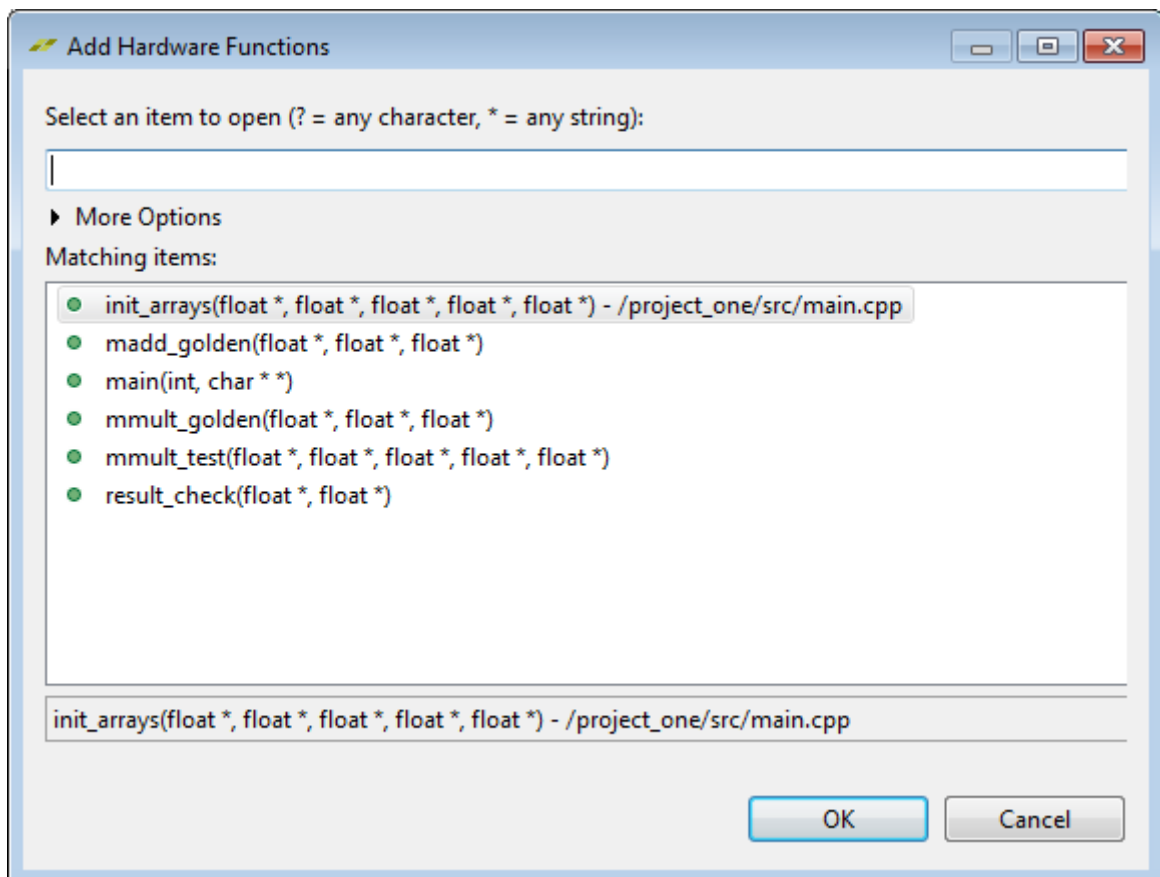 Add Hardware Functions
Select an item to open (? = any character, * = any string):
More Options
Matching items:
init_arrays(float *, float *, float *, float *, float *) - /project_one/src/main.cpp
madd_golden(float *, float *, float *)
main(int, char * *)
mmult_golden(float *, float *, float *)
mmult_test(float *, float *, float *, float *, float *)
result_check(float *, float *)
init_arrays(float *, float *, float *, float *, float *) - /project_one/src/main.cpp
OK Cancel